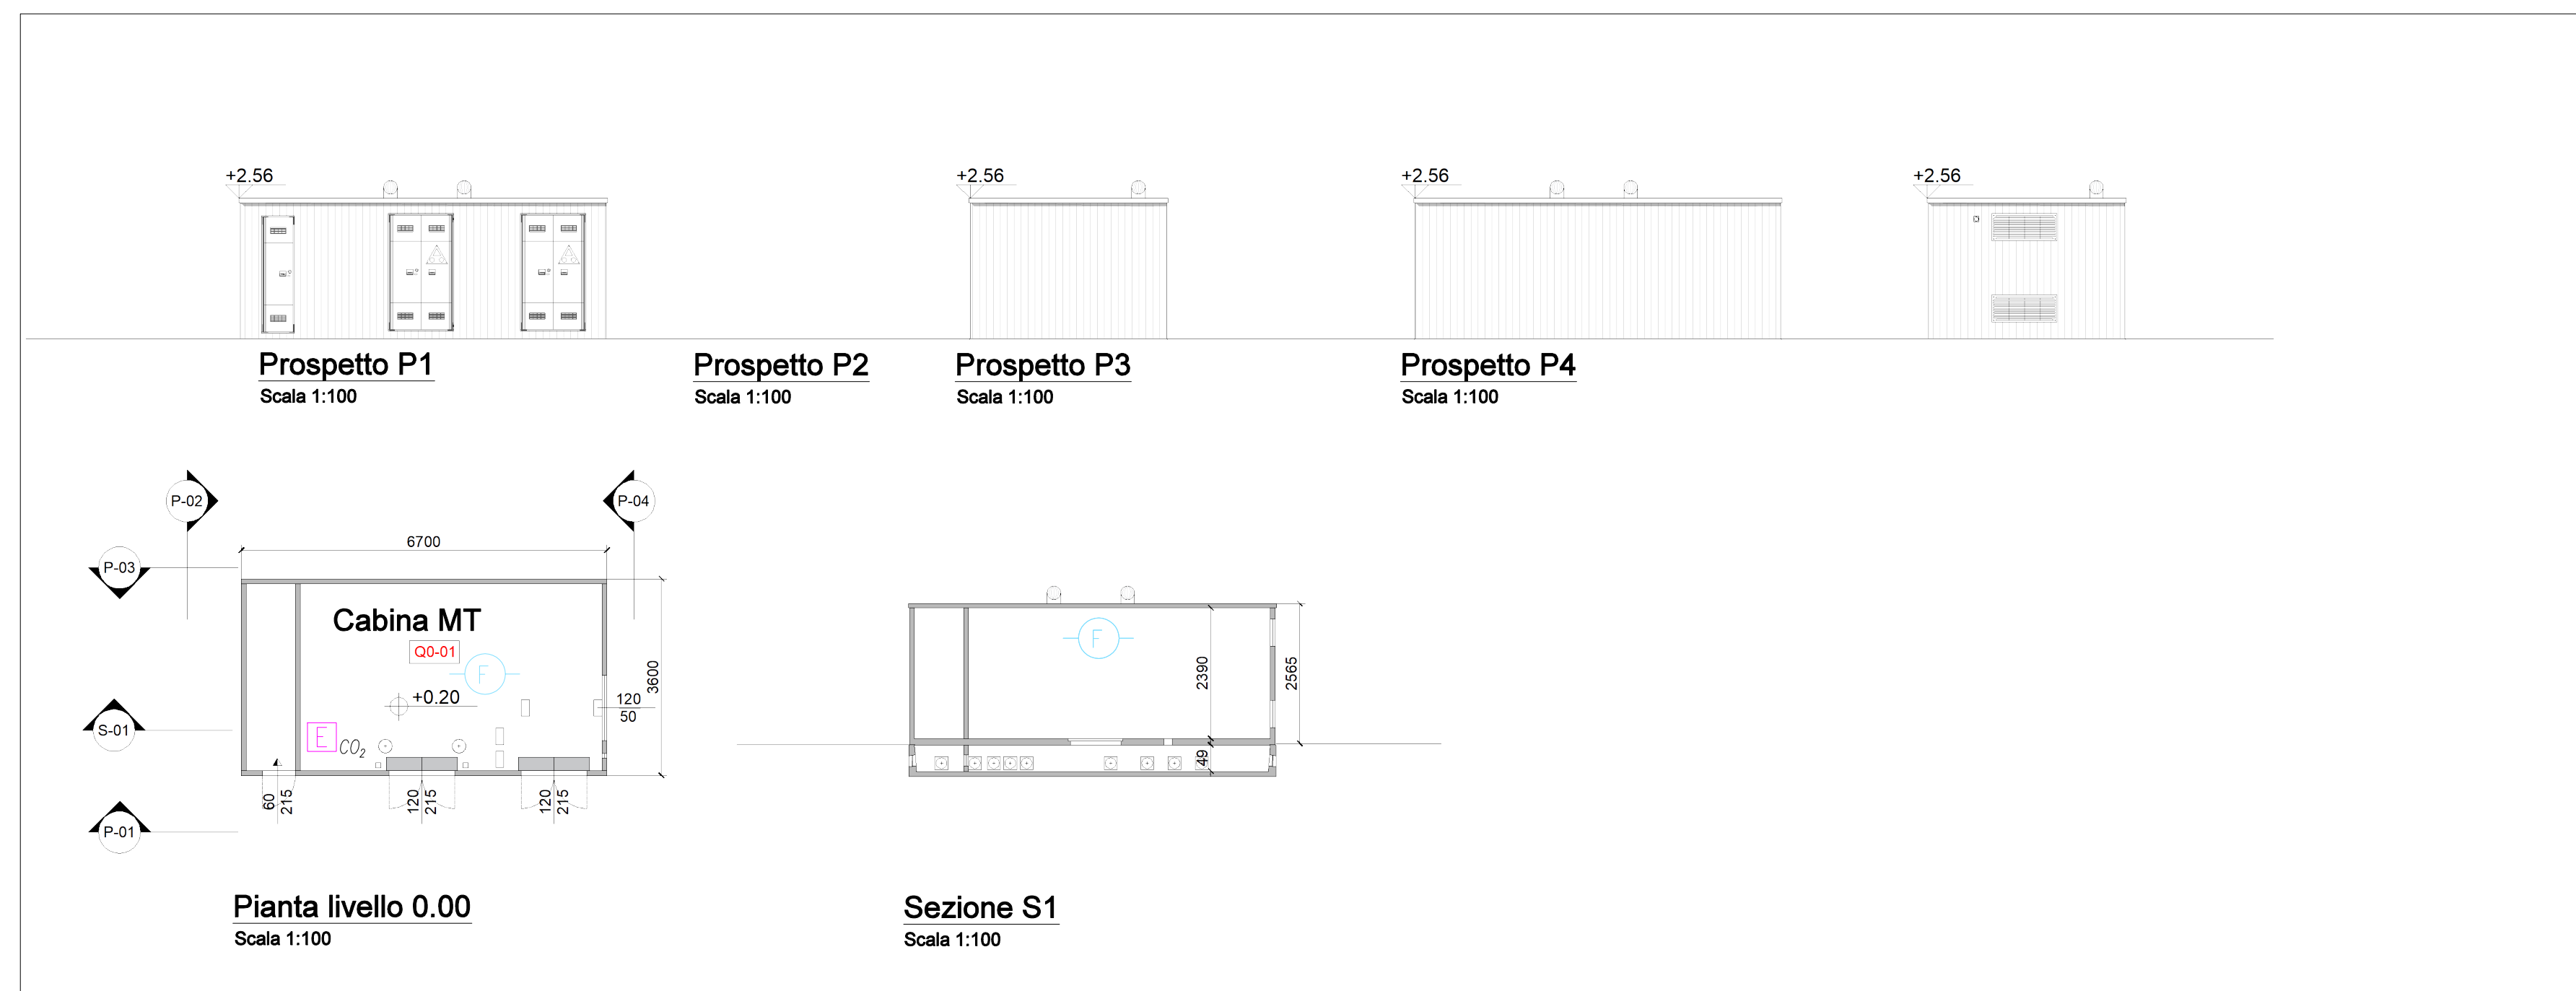 +2.56
+2.56
+2.56
+2.56
Prospetto P1
Scala 1:100
Prospetto P2
Scala 1:100
Prospetto P3
Scala 1:100
Prospetto P4
Scala 1:100
P-02
P-04
6700
P-03
Cabina MT
Q0-01
F
3600
+0.20
120
50
S-01
E
CO2
60
215
120
215
120
215
P-01
F
2390
2565
49
Pianta livello 0.00
Scala 1:100
Sezione S1
Scala 1:100